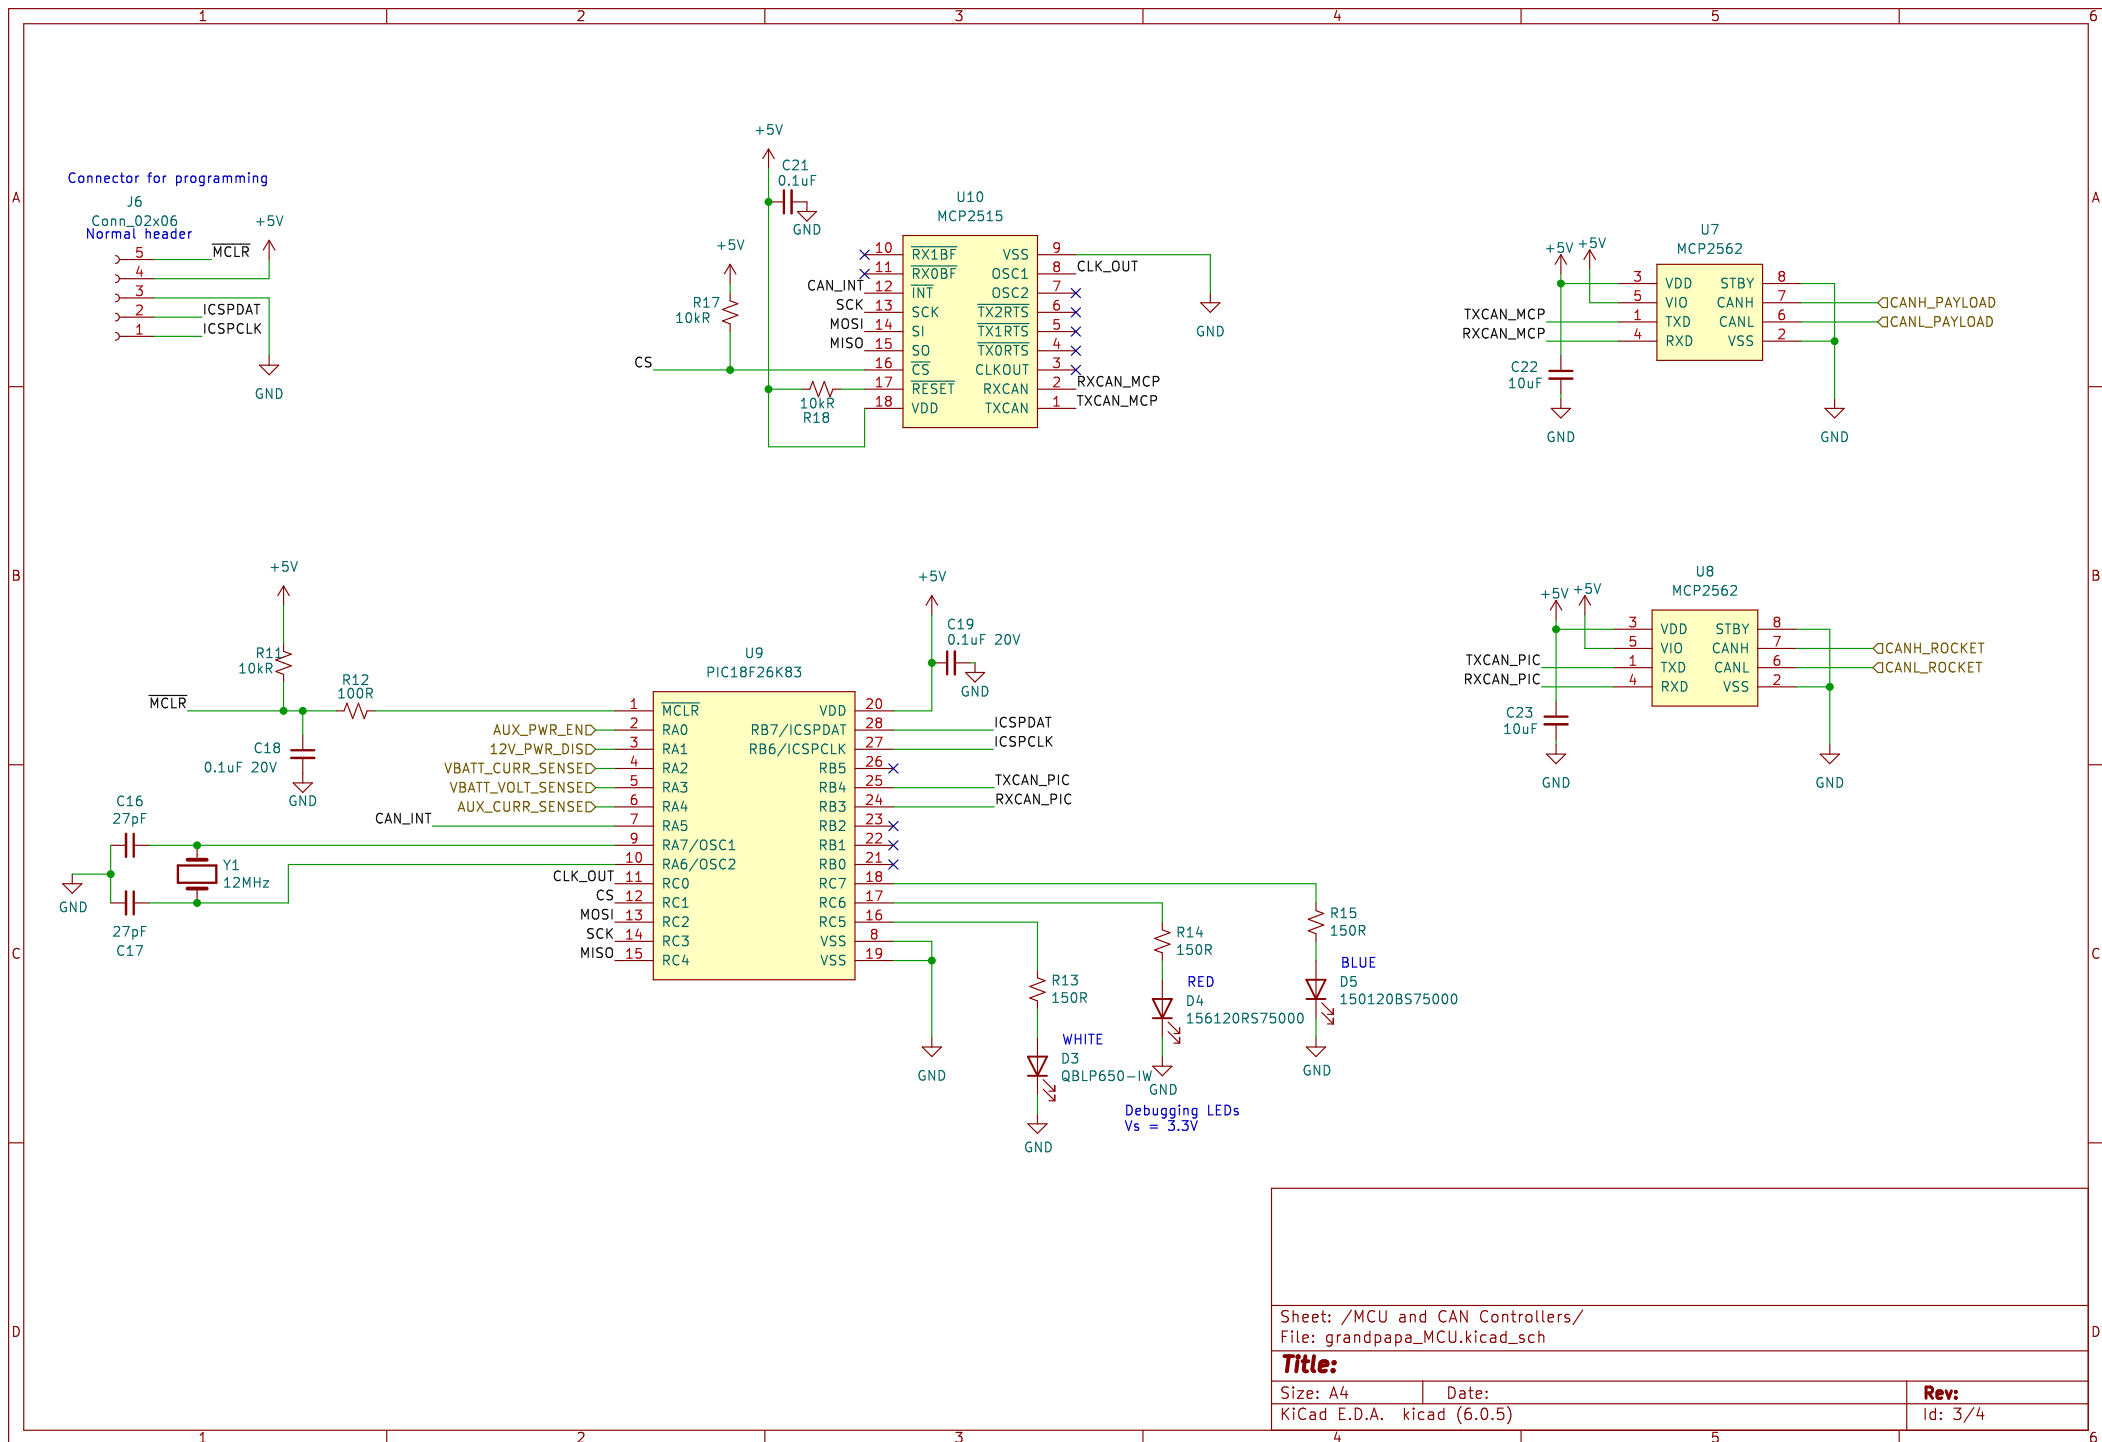 1 2 3 4 5 6
A
B
C
D
A
B
C
D
1 2 3 4 5 6
Connector for programming
J6
Conn_02x06
Normal header
+5V
5 MCLR
4
3
2 ICSPDAT
1 ICSPCLK
GND
+5V
C21
0.1uF
GND
+5V
R17
10kR
CS
10kR
R18
U10
MCP2515
10 RX1BF VSS 9
11 RX0BF OSC1 8 CLK_OUT
CAN_INT 12 INT OSC2 7
SCK 13 SCK TX2RTS 6
MOSI 14 SI TX1RTS 5
MISO 15 SO TX0RTS 4
16 CS CLKOUT 3
17 RESET RXCAN 2 RXCAN_MCP
18 VDD TXCAN 1 TXCAN_MCP
GND
U7
MCP2562
+5V +5V
3 VDD STBY 8
5 VIO CANH 7 CANH_PAYLOAD
TXCAN_MCP 1 TXD CANL 6 CANL_PAYLOAD
RXCAN_MCP 4 RXD VSS 2
C22
10uF
GND GND
+5V
R11
10kR
R12
100R
MCLR
C18
0.1uF 20V
GND
C16
27pF
Y1
12MHz
GND
27pF
C17
+5V
C19
0.1uF 20V
GND
U9
PIC18F26K83
1 MCLR VDD 20
AUX_PWR_EN 2 RA0 RB7/ICSPDAT 28 ICSPDAT
12V_PWR_DIS 3 RA1 RB6/ICSPCLK 27 ICSPCLK
VBATT_CURR_SENSE 4 RA2 RB5 26
VBATT_VOLT_SENSE 5 RA3 RB4 25 TXCAN_PIC
AUX_CURR_SENSE 6 RA4 RB3 24 RXCAN_PIC
CAN_INT 7 RA5 RB2 23
9 RA7/OSC1 RB1 22
10 RA6/OSC2 RB0 21
CLK_OUT 11 RC0 RC7 18
CS 12 RC1 RC6 17
MOSI 13 RC2 RC5 16
SCK 14 RC3 VSS 8
MISO 15 RC4 VSS 19
GND
R13
150R
WHITE
D3
QBLP650-IW
GND
R14
150R
RED
D4
156120RS75000
GND
R15
150R
BLUE
D5
150120BS75000
GND
Debugging LEDs
Vs = 3.3V
U8
MCP2562
+5V +5V
3 VDD STBY 8
5 VIO CANH 7 CANH_ROCKET
TXCAN_PIC 1 TXD CANL 6 CANL_ROCKET
RXCAN_PIC 4 RXD VSS 2
C23
10uF
GND GND
Sheet: /MCU and CAN Controllers/
File: grandpapa_MCU.kicad_sch
Title:
Size: A4 Date: Rev:
KiCad E.D.A. kicad (6.0.5) Id: 3/4